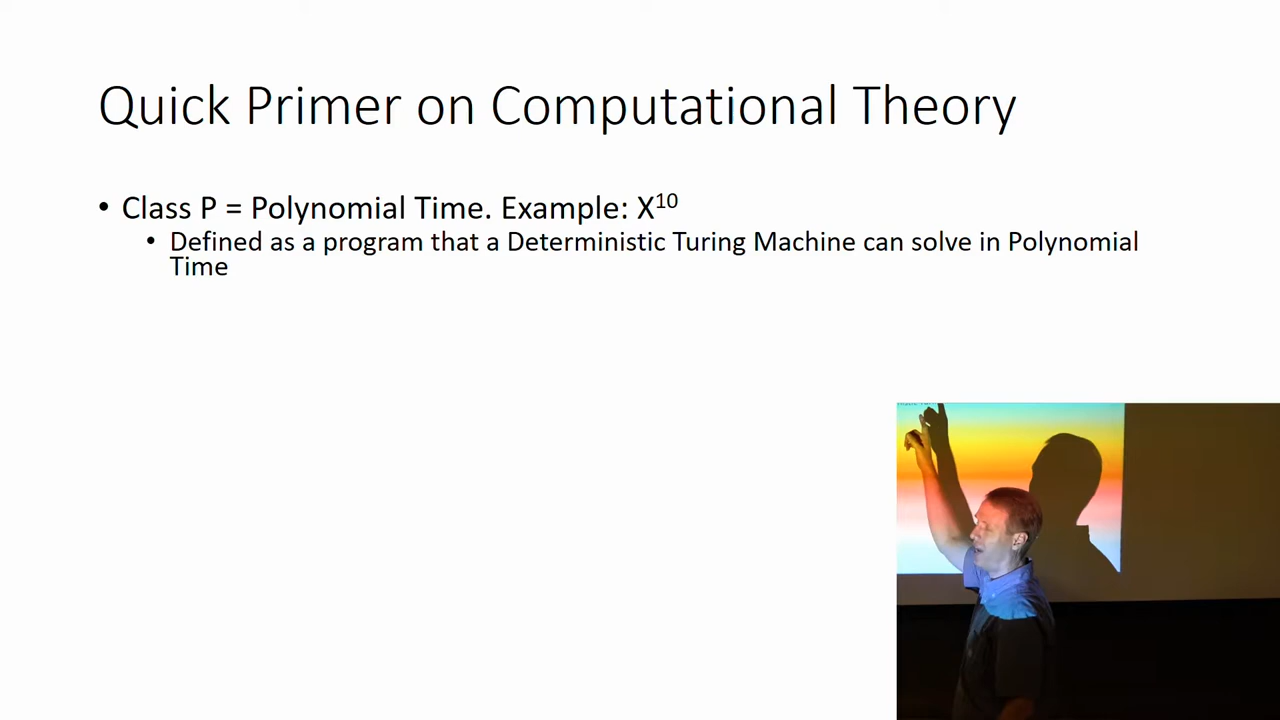 Quick Primer on Computational Theory
• Class P = Polynomial Time. Example: X¹⁰
• Defined as a program that a Deterministic Turing Machine can solve in Polynomial
Time